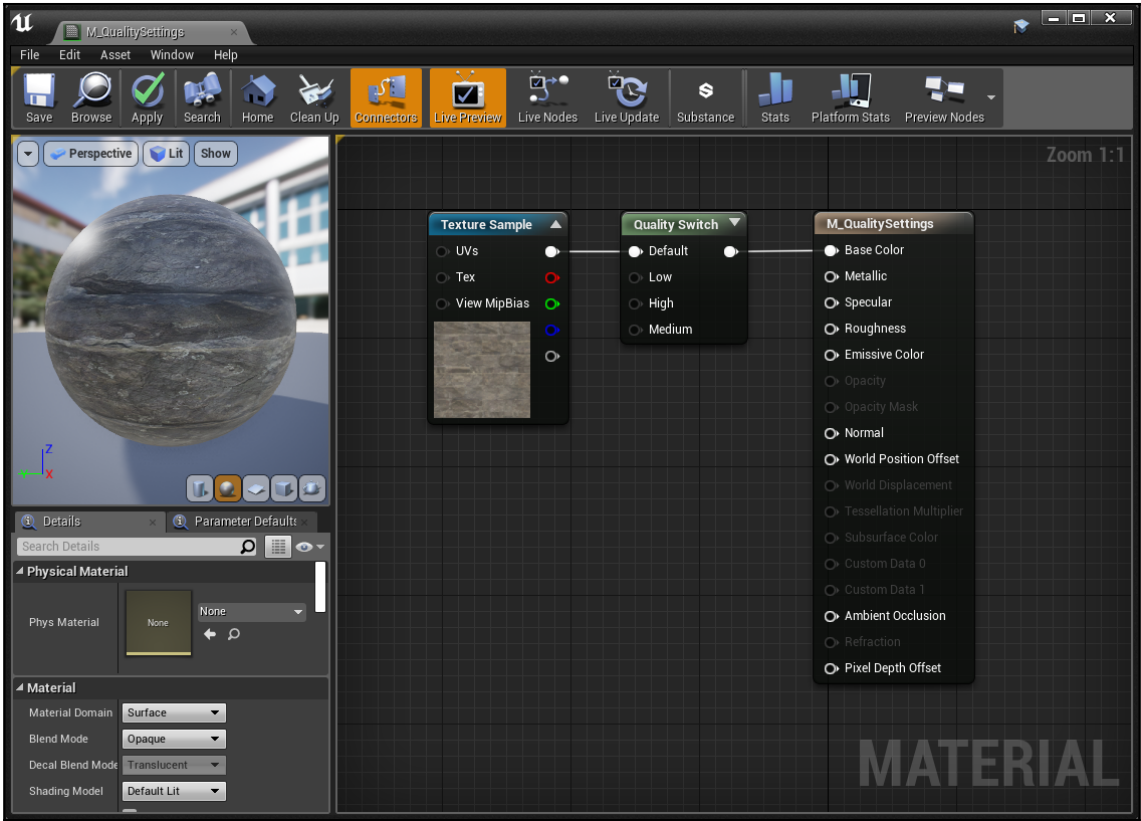 M_QualitySettings
File Edit Asset Window Help
Save Browse Apply Search Home Clean Up Connectors Live Preview Live Nodes Live Update Substance Stats Platform Stats Preview Nodes
Perspective Lit Show
Zoom 1:1
Texture Sample
UVs
Tex
View MipBias
Quality Switch
Default
Low
High
Medium
M_QualitySettings
Base Color
Metallic
Specular
Roughness
Emissive Color
Opacity
Opacity Mask
Normal
World Position Offset
World Displacement
Tessellation Multiplier
Subsurface Color
Custom Data 0
Custom Data 1
Ambient Occlusion
Refraction
Pixel Depth Offset
Z
Y X
Details Parameter Defaults
Search Details
Physical Material
Phys Material None None
Material
Material Domain Surface
Blend Mode Opaque
Decal Blend Mode Translucent
Shading Model Default Lit
MATERIAL